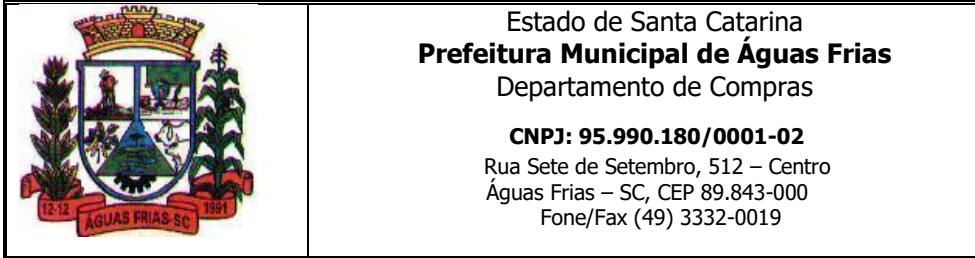 Estado de Santa Catarina
Prefeitura Municipal de Águas Frias
Departamento de Compras
CNPJ: 95.990.180/0001-02
Rua Sete de Setembro, 512 – Centro
Águas Frias – SC, CEP 89.843-000
Fone/Fax (49) 3332-0019
12-12
ÁGUAS FRIAS-SC
1991